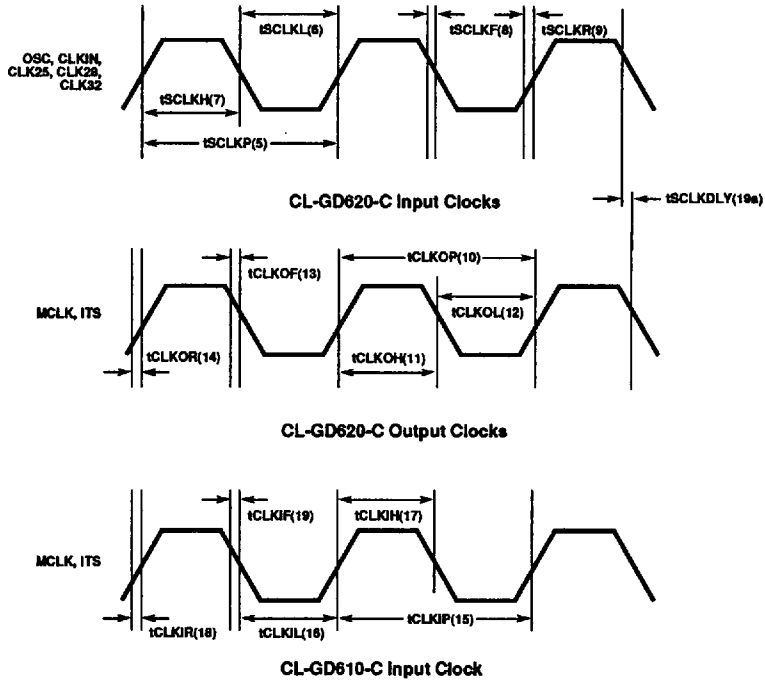 tSCLKL(6)
tSCLKF(8)
tSCLKR(9)
OSC, CLKIN,
CLK25, CLK28,
CLK32
tSCLKH(7)
tSCLKP(5)
CL-GD620-C Input Clocks
tSCLKDLY(19a)
tCLKOP(10)
tCLKOF(13)
tCLKOL(12)
MCLK, ITS
tCLKOR(14)
tCLKOH(11)
CL-GD620-C Output Clocks
tCLKIF(19)
tCLKIH(17)
MCLK, ITS
tCLKIP(15)
tCLKIR(18)
tCLKIL(16)
CL-GD610-C Input Clock